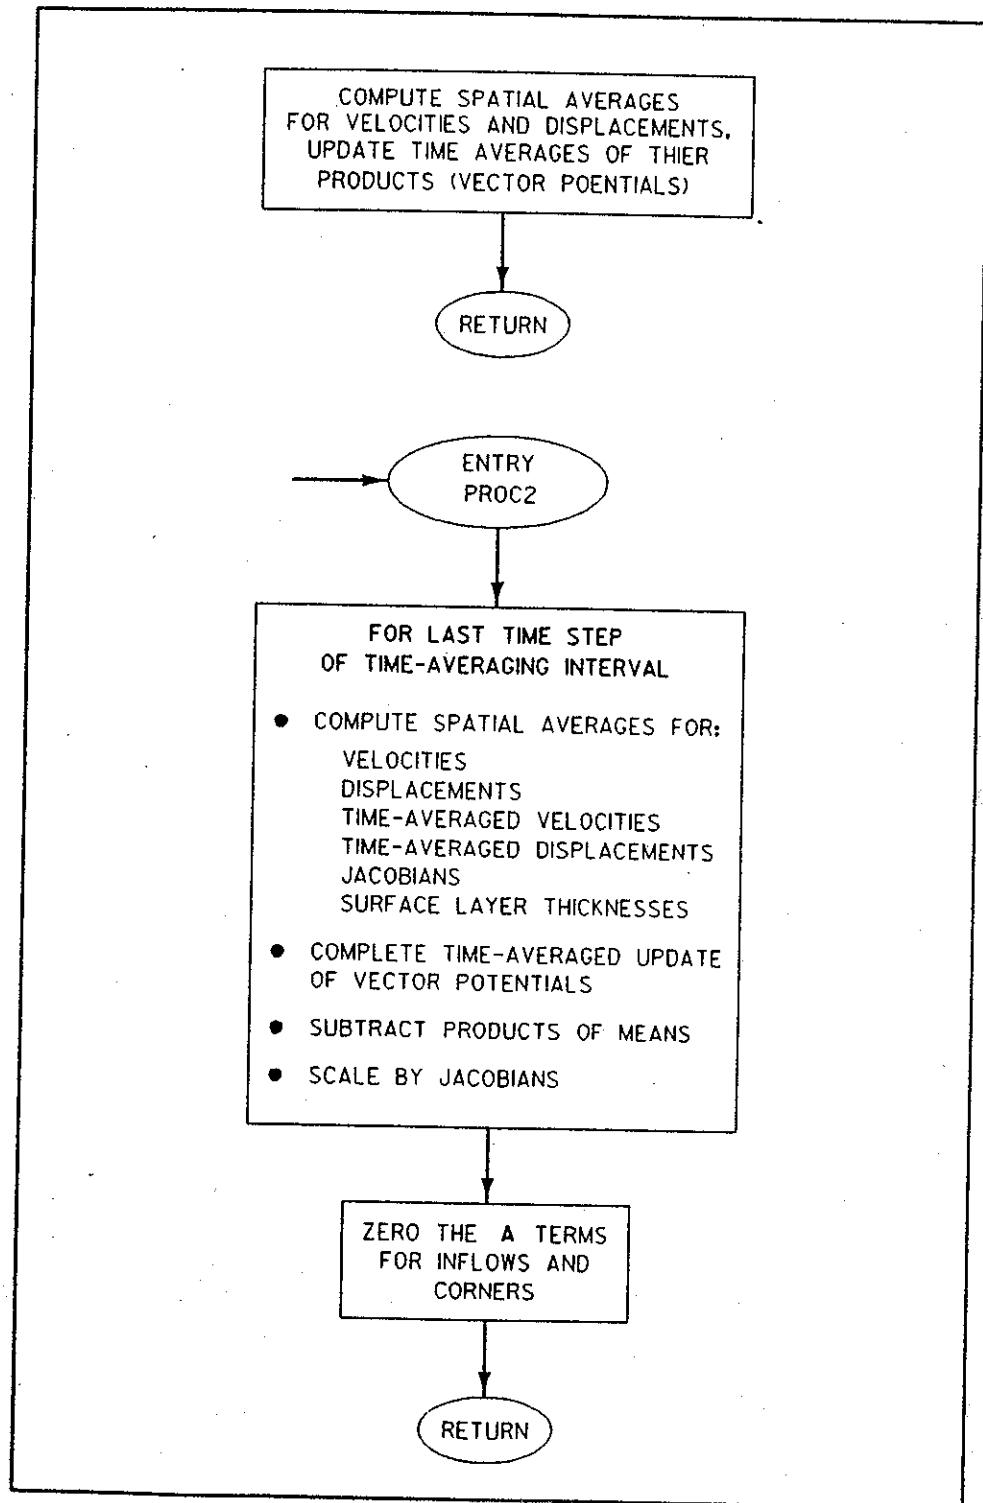 COMPUTE SPATIAL AVERAGES
FOR VELOCITIES AND DISPLACEMENTS,
UPDATE TIME AVERAGES OF THIER
PRODUCTS (VECTOR POENTIALS)
RETURN
ENTRY
PROC2
FOR LAST TIME STEP
OF TIME-AVERAGING INTERVAL
● COMPUTE SPATIAL AVERAGES FOR:
VELOCITIES
DISPLACEMENTS
TIME-AVERAGED VELOCITIES
TIME-AVERAGED DISPLACEMENTS
JACOBIANS
SURFACE LAYER THICKNESSES
● COMPLETE TIME-AVERAGED UPDATE
OF VECTOR POTENTIALS
● SUBTRACT PRODUCTS OF MEANS
● SCALE BY JACOBIANS
ZERO THE A TERMS
FOR INFLOWS AND
CORNERS
RETURN